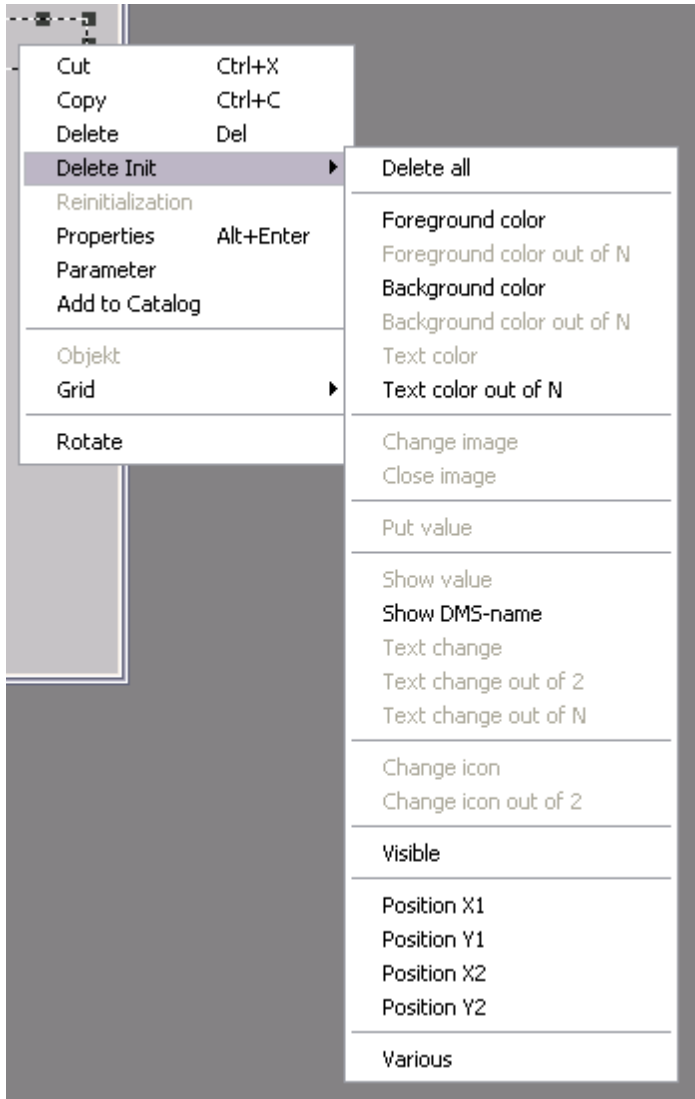 Cut Ctrl+X
Copy Ctrl+C
Delete Del
Delete Init
Reinitialization
Properties Alt+Enter
Parameter
Add to Catalog
Objekt
Grid
Rotate
Delete all
Foreground color
Foreground color out of N
Background color
Background color out of N
Text color
Text color out of N
Change image
Close image
Put value
Show value
Show DMS-name
Text change
Text change out of 2
Text change out of N
Change icon
Change icon out of 2
Visible
Position X1
Position Y1
Position X2
Position Y2
Various